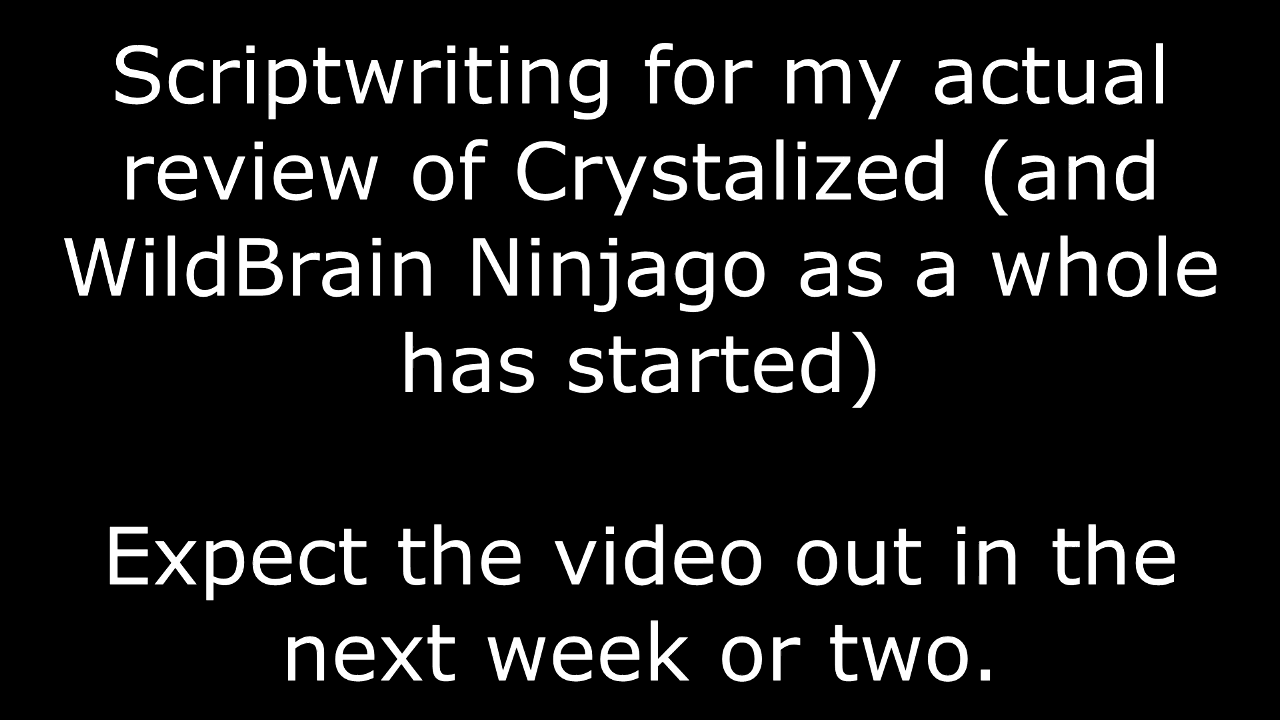 Scriptwriting for my actual
review of Crystalized (and
WildBrain Ninjago as a whole
has started)
Expect the video out in the
next week or two.